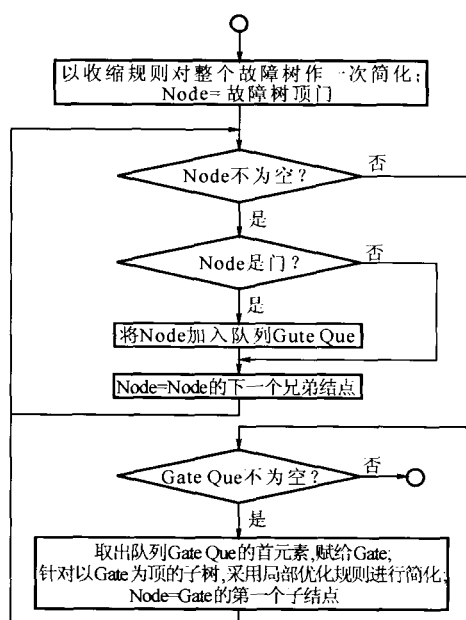 以收缩规则对整个故障树作一次简化;
Node=故障树顶门
Node不为空?
否
是
Node是门?
否
是
将Node加入队列Gute Que
Node=Node的下一个兄弟结点
Gate Que不为空?
否
是
取出队列Gate Que的首元素,赋给Gate;
针对以Gate为顶的子树,采用局部优化规则进行简化;
Node=Gate的第一个子结点